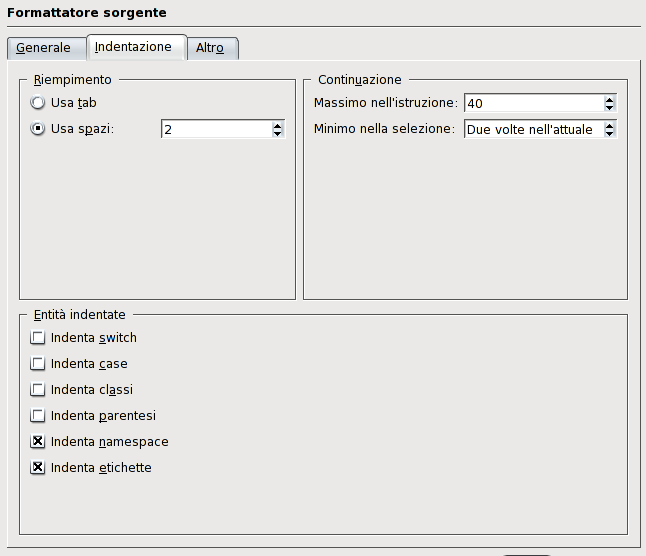 Formattatore sorgente
Generale Indentazione Altro
Riempimento
Usa tab
Usa spazi: 2
Continuazione
Massimo nell'istruzione: 40
Minimo nella selezione: Due volte nell'attuale
Entità indentate
Indenta switch
Indenta case
Indenta classi
Indenta parentesi
Indenta namespace
Indenta etichette